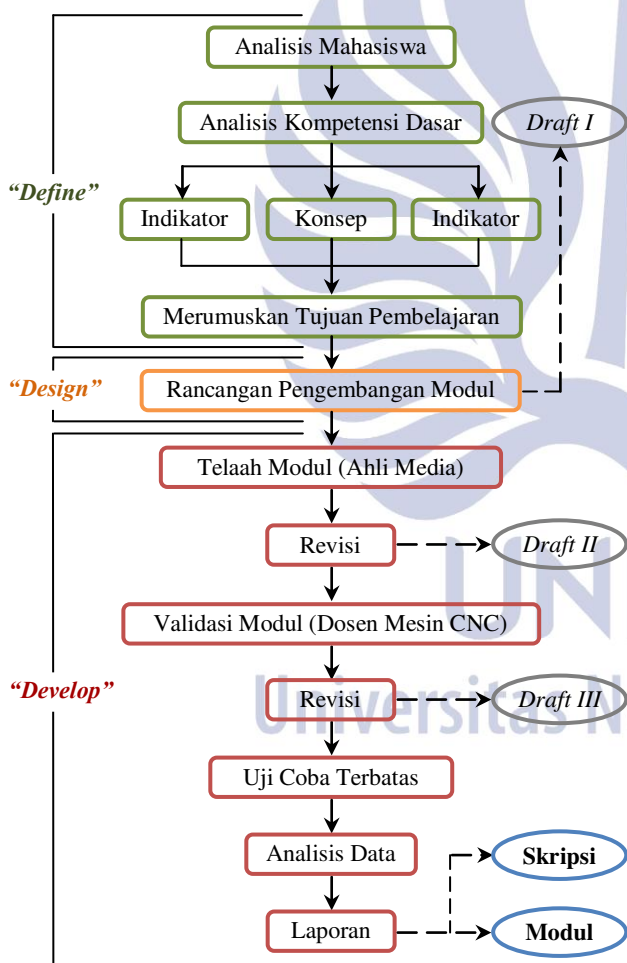 Analisis Mahasiswa
Analisis Kompetensi Dasar
Draft I
“Define”
Indikator
Konsep
Indikator
Merumuskan Tujuan Pembelajaran
“Design”
Rancangan Pengembangan Modul
Telaah Modul (Ahli Media)
Revisi
Draft II
UN
Validasi Modul (Dosen Mesin CNC)
“Develop”
Revisi
Draft III
Universitas N
Uji Coba Terbatas
Analisis Data
Skripsi
Laporan
Modul